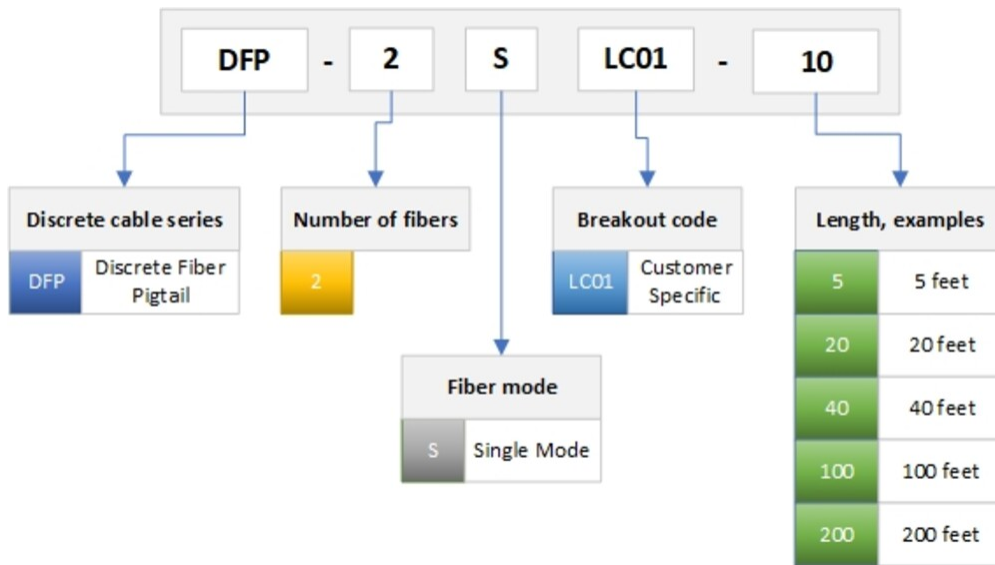 DFP - 2 S LC01 - 10
Discrete cable series
DFP Discrete Fiber
Pigtail
Number of fibers
2
Breakout code
LC01 Customer
Specific
Length, examples
5 5 feet
20 20 feet
40 40 feet
100 100 feet
200 200 feet
Fiber mode
S Single Mode